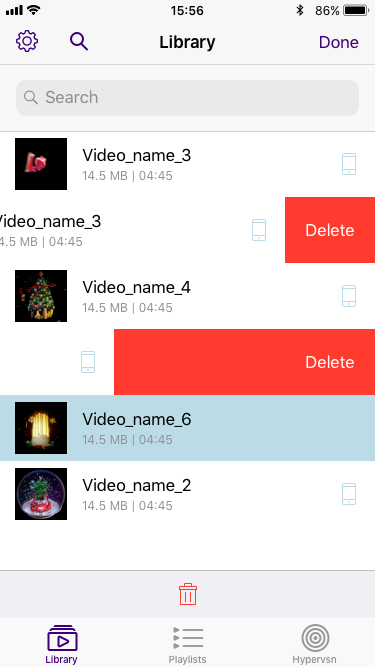 15:56
86%
Library
Done
Search
Video_name_3
14.5 MB | 04:45
Video_name_3
14.5 MB | 04:45
Delete
Video_name_4
14.5 MB | 04:45
Delete
Video_name_6
14.5 MB | 04:45
Video_name_2
14.5 MB | 04:45
Library
Playlists
Hypervsn